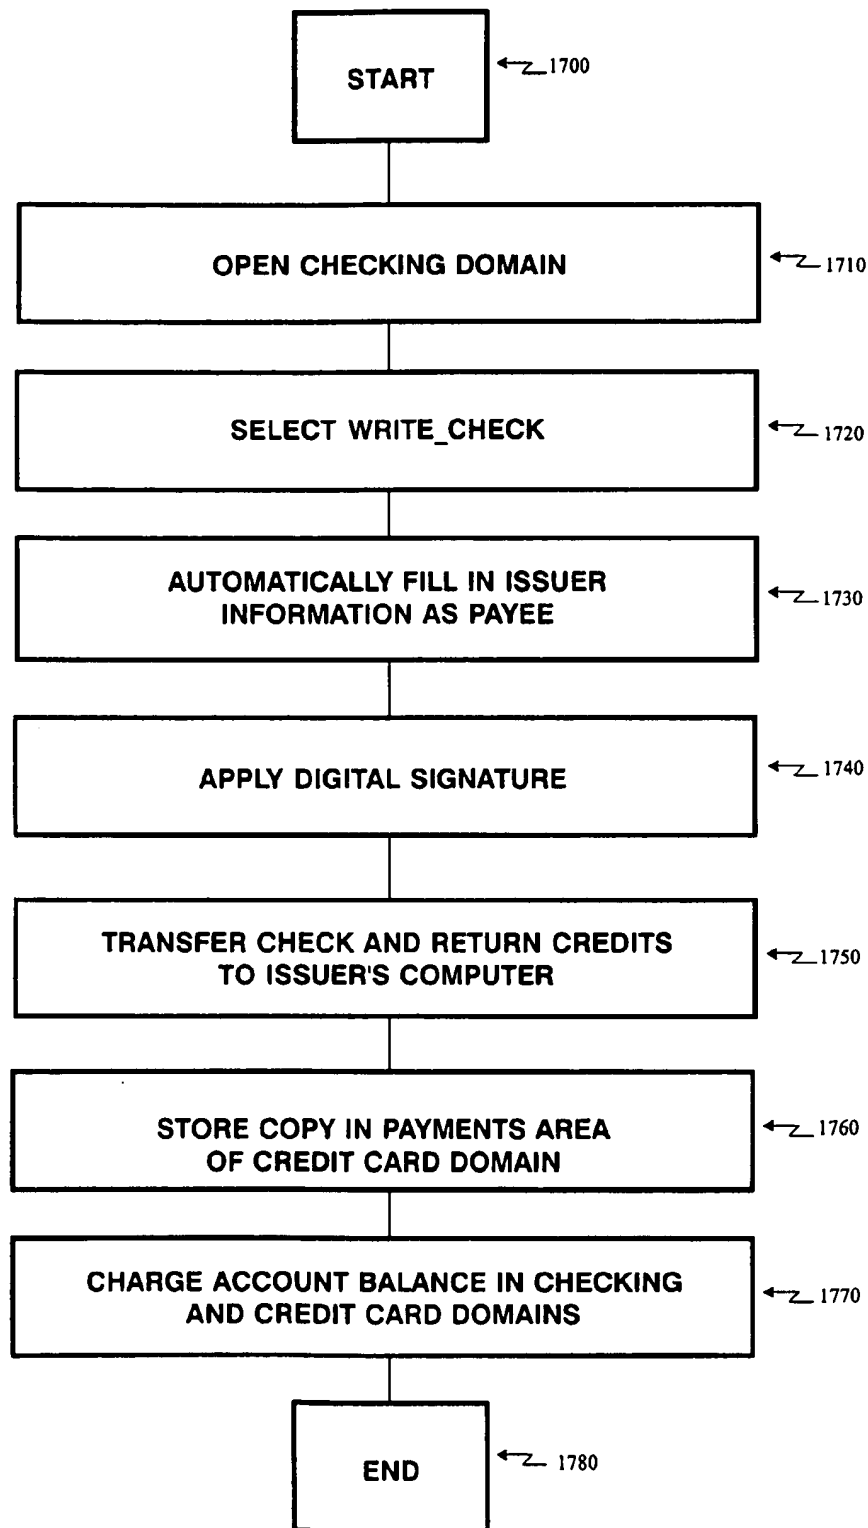 START
1700
OPEN CHECKING DOMAIN
1710
SELECT WRITE_CHECK
1720
AUTOMATICALLY FILL IN ISSUER
INFORMATION AS PAYEE
1730
APPLY DIGITAL SIGNATURE
1740
TRANSFER CHECK AND RETURN CREDITS
TO ISSUER'S COMPUTER
1750
STORE COPY IN PAYMENTS AREA
OF CREDIT CARD DOMAIN
1760
CHARGE ACCOUNT BALANCE IN CHECKING
AND CREDIT CARD DOMAINS
1770
END
1780